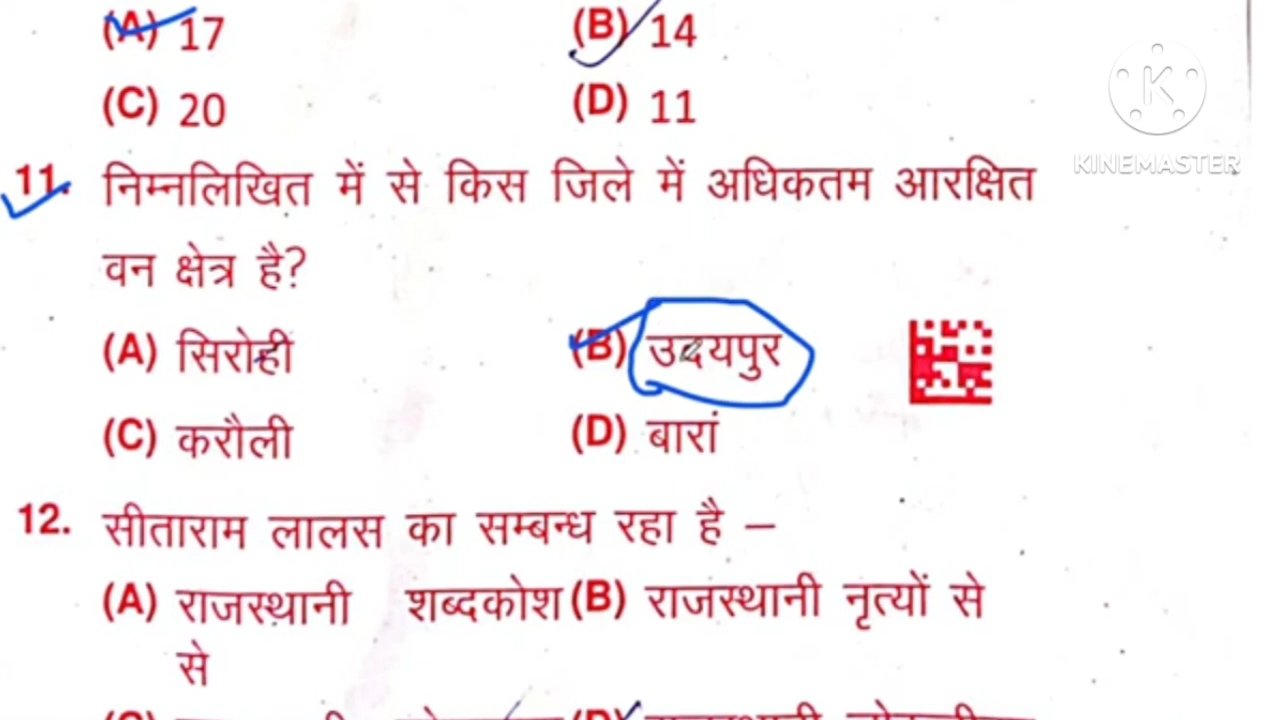 (A) 17 (B) 14
(C) 20 (D) 11
KINEMASTER
11. निम्नलिखित में से किस जिले में अधिकतम आरक्षित
वन क्षेत्र है?
(A) सिरोही (B) उदयपुर
(C) करौली (D) बारां
12. सीताराम लालस का सम्बन्ध रहा है –
(A) राजस्थानी शब्दकोश (B) राजस्थानी नृत्यों से
से